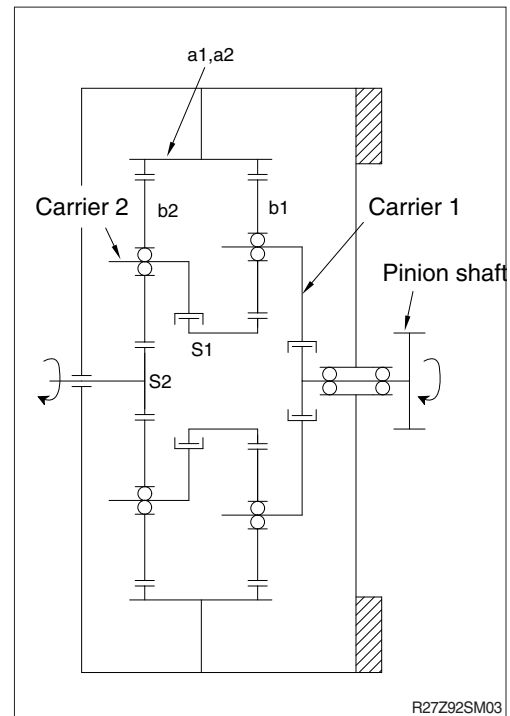 a1,a2
Carrier 2
b2
b1
Carrier 1
Pinion shaft
S1
S2
R27Z92SM03